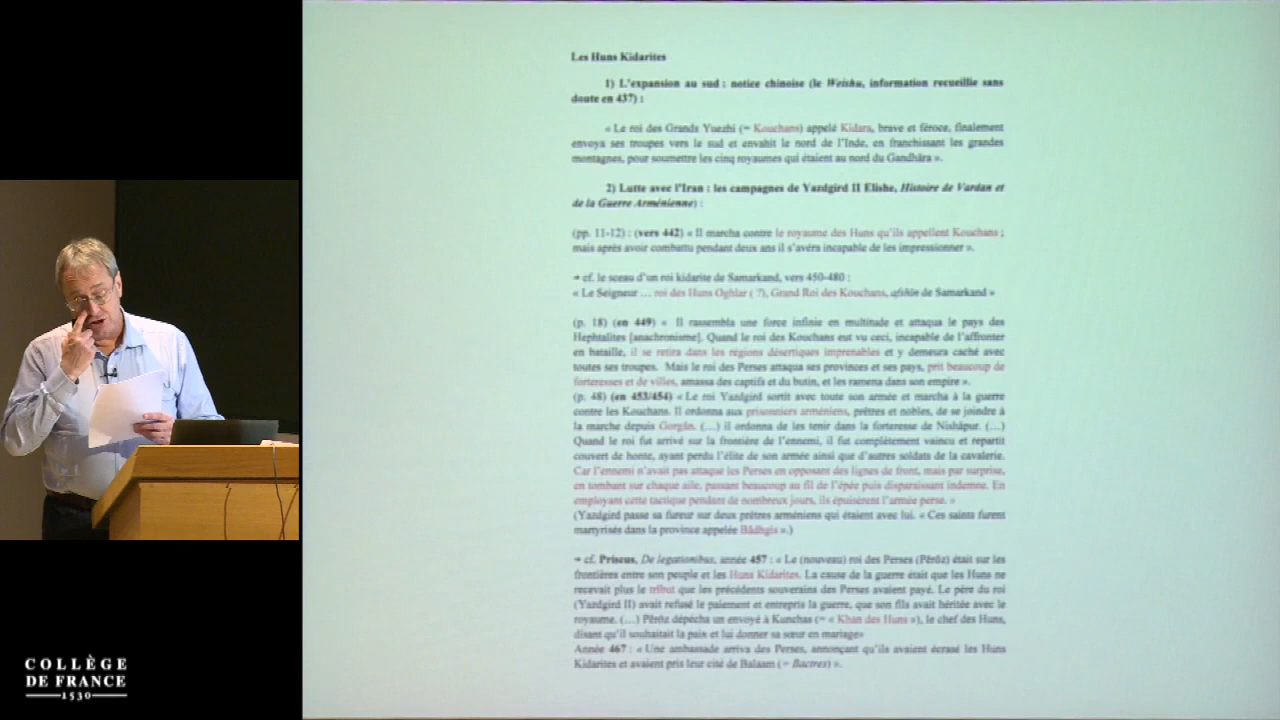 Les Huns Kidarites
1) L'expansion au sud : notice chinoise (le Weishu, information recueillie sans
doute en 437) :
« Le roi des Grands Yuezhi (= Kouchans) appelé Kidara, brave et féroce, finalement
envoya ses troupes vers le sud et envahit le nord de l'Inde, en franchissant les grandes
montagnes, pour soumettre les cinq royaumes qui étaient au nord du Gandhāra ».
2) Lutte avec l'Iran : les campagnes de Yazdgird II Elishe, Histoire de Vardan et
de la Guerre Arménienne) :
(pp. 11-12) : (vers 442) « Il marcha contre le royaume des Huns qu'ils appellent Kouchans ;
mais après avoir combattu pendant deux ans il s'avéra incapable de les impressionner ».
➔ cf. le sceau d'un roi kidarite de Samarkand, vers 450-480 :
« Le Seigneur ... roi des Huns Oghlar ( ?), Grand Roi des Kouchans, afshin de Samarkand »
(p. 18) (en 449) « Il rassembla une force infinie en multitude et attaqua le pays des
Hephtalites [anachronisme]. Quand le roi des Kouchans eut vu ceci, incapable de l'affronter
en bataille, il se retira dans les régions désertiques imprenables et y demeura caché avec
toutes ses troupes. Mais le roi des Perses attaqua ses provinces et ses pays, prit beaucoup de
forteresses et de villes, amassa des captifs et du butin, et les ramena dans son empire ».
(p. 48) (en 453/454) « Le roi Yazdgird sortit avec toute son armée et marcha à la guerre
contre les Kouchans. Il ordonna aux prisonniers arméniens, prêtres et nobles, de se joindre à
la marche depuis Gorgân. (…) il ordonna de les tenir dans la forteresse de Nishâpur. (…)
Quand le roi fut arrivé sur la frontière de l'ennemi, il fut complètement vaincu et repartit
couvert de honte, ayant perdu l'élite de son armée ainsi que d'autres soldats de la cavalerie.
Car l'ennemi n'avait pas attaqué les Perses en opposant des lignes de front, mais par surprise,
en tombant sur chaque aile, passant beaucoup au fil de l'épée puis disparaissant indemne. En
employant cette tactique pendant de nombreux jours, ils épuisèrent l'armée perse. »
(Yazdgird passe sa fureur sur deux prêtres arméniens qui étaient avec lui. « Ces saints furent
martyrisés dans la province appelée Bâdhgis ».)
➔ cf. Priscus, De legationibus, année 457 : « Le (nouveau) roi des Perses (Pêrôz) était sur les
frontières entre son peuple et les Huns Kidarites. La cause de la guerre était que les Huns ne
recevait plus le tribut que les précédents souverains des Perses avaient payé. Le père du roi
(Yazdgird II) avait refusé le paiement et entrepris la guerre, que son fils avait héritée avec le
royaume. (…) Pêrôz dépêcha un envoyé à Kunchas (= « Khan des Huns »), le chef des Huns,
disant qu'il souhaitait la paix et lui donner sa sœur en mariage»
Année 467 : « Une ambassade arriva des Perses, annonçant qu'ils avaient écrasé les Huns
Kidarites et avaient pris leur cité de Balaam (= Bactres) ».
COLLÈGE
DE FRANCE
1530